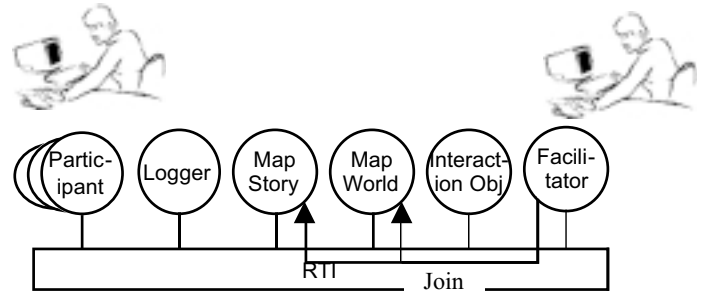 Partic-
ipant
Logger
Map
Story
Map
World
Interact-
ion Obj
Facili-
tator
RTI
Join